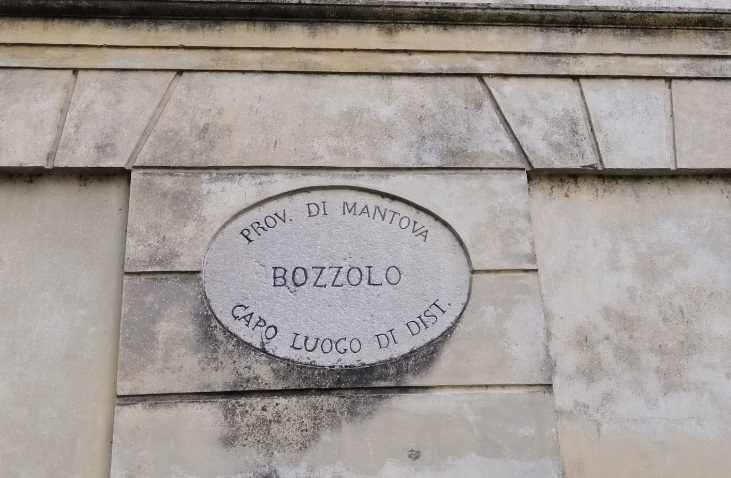 PROV. DI MANTOVA
BOZZOLO
CAPO LUOGO DI DIST.